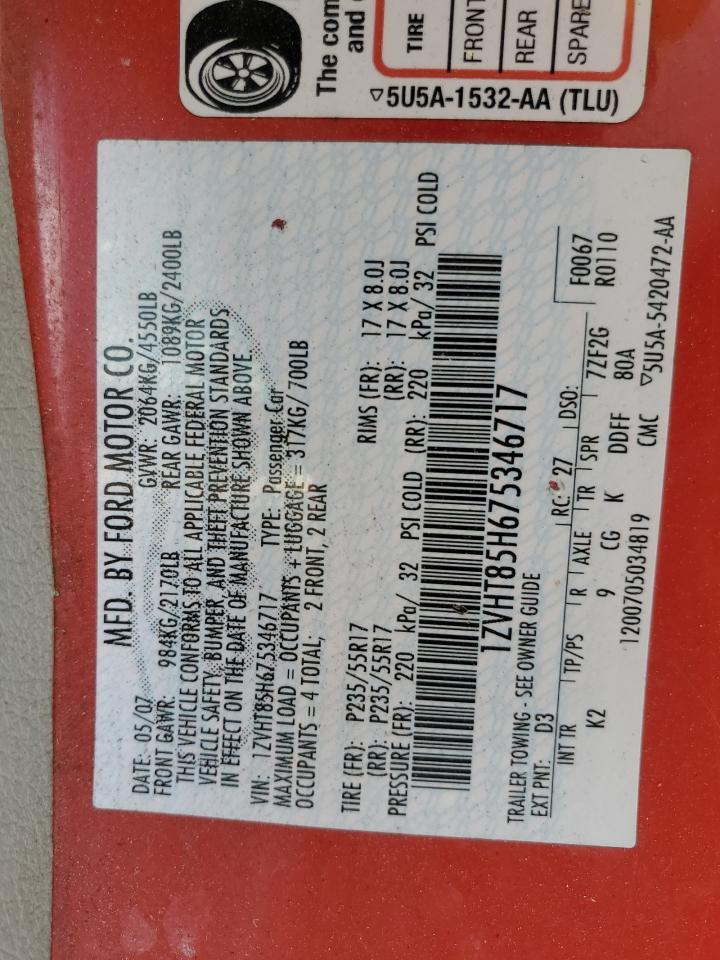 The com
and
TIRE
FRONT
REAR
SPARE
▽5U5A-1532-AA (TLU)
MFD. BY FORD MOTOR CO.
DATE: 05/07 GVWR: 2064KG/4550LB
FRONT GAWR: 984KG/2170LB REAR GAWR: 1089KG/2400LB
THIS VEHICLE CONFORMS TO ALL APPLICABLE FEDERAL MOTOR
VEHICLE SAFETY, BUMPER, AND THEFT PREVENTION STANDARDS
IN EFFECT ON THE DATE OF MANUFACTURE SHOWN ABOVE.
VIN: 1ZVHT85H675346717 TYPE: Passenger Car
MAXIMUM LOAD = OCCUPANTS + LUGGAGE = 317KG/700LB
OCCUPANTS = 4 TOTAL; 2 FRONT, 2 REAR
TIRE (FR): P235/55R17 RIMS (FR): 17 X 8.0J
(RR): P235/55R17 (RR): 17 X 8.0J
PRESSURE (FR): 220 kPa/ 32 PSI COLD (RR): 220 kPa/ 32 PSI COLD
1ZVHT85H675346717
TRAILER TOWING - SEE OWNER GUIDE
EXT PNT: D3 RC: 27 DSO: F0067
INT TR TP/PS R AXLE TR SPR 7ZF2G R0110
K2 9 CG K DDFF 80A
1200705034819 CMC ▽5U5A-5420472-AA